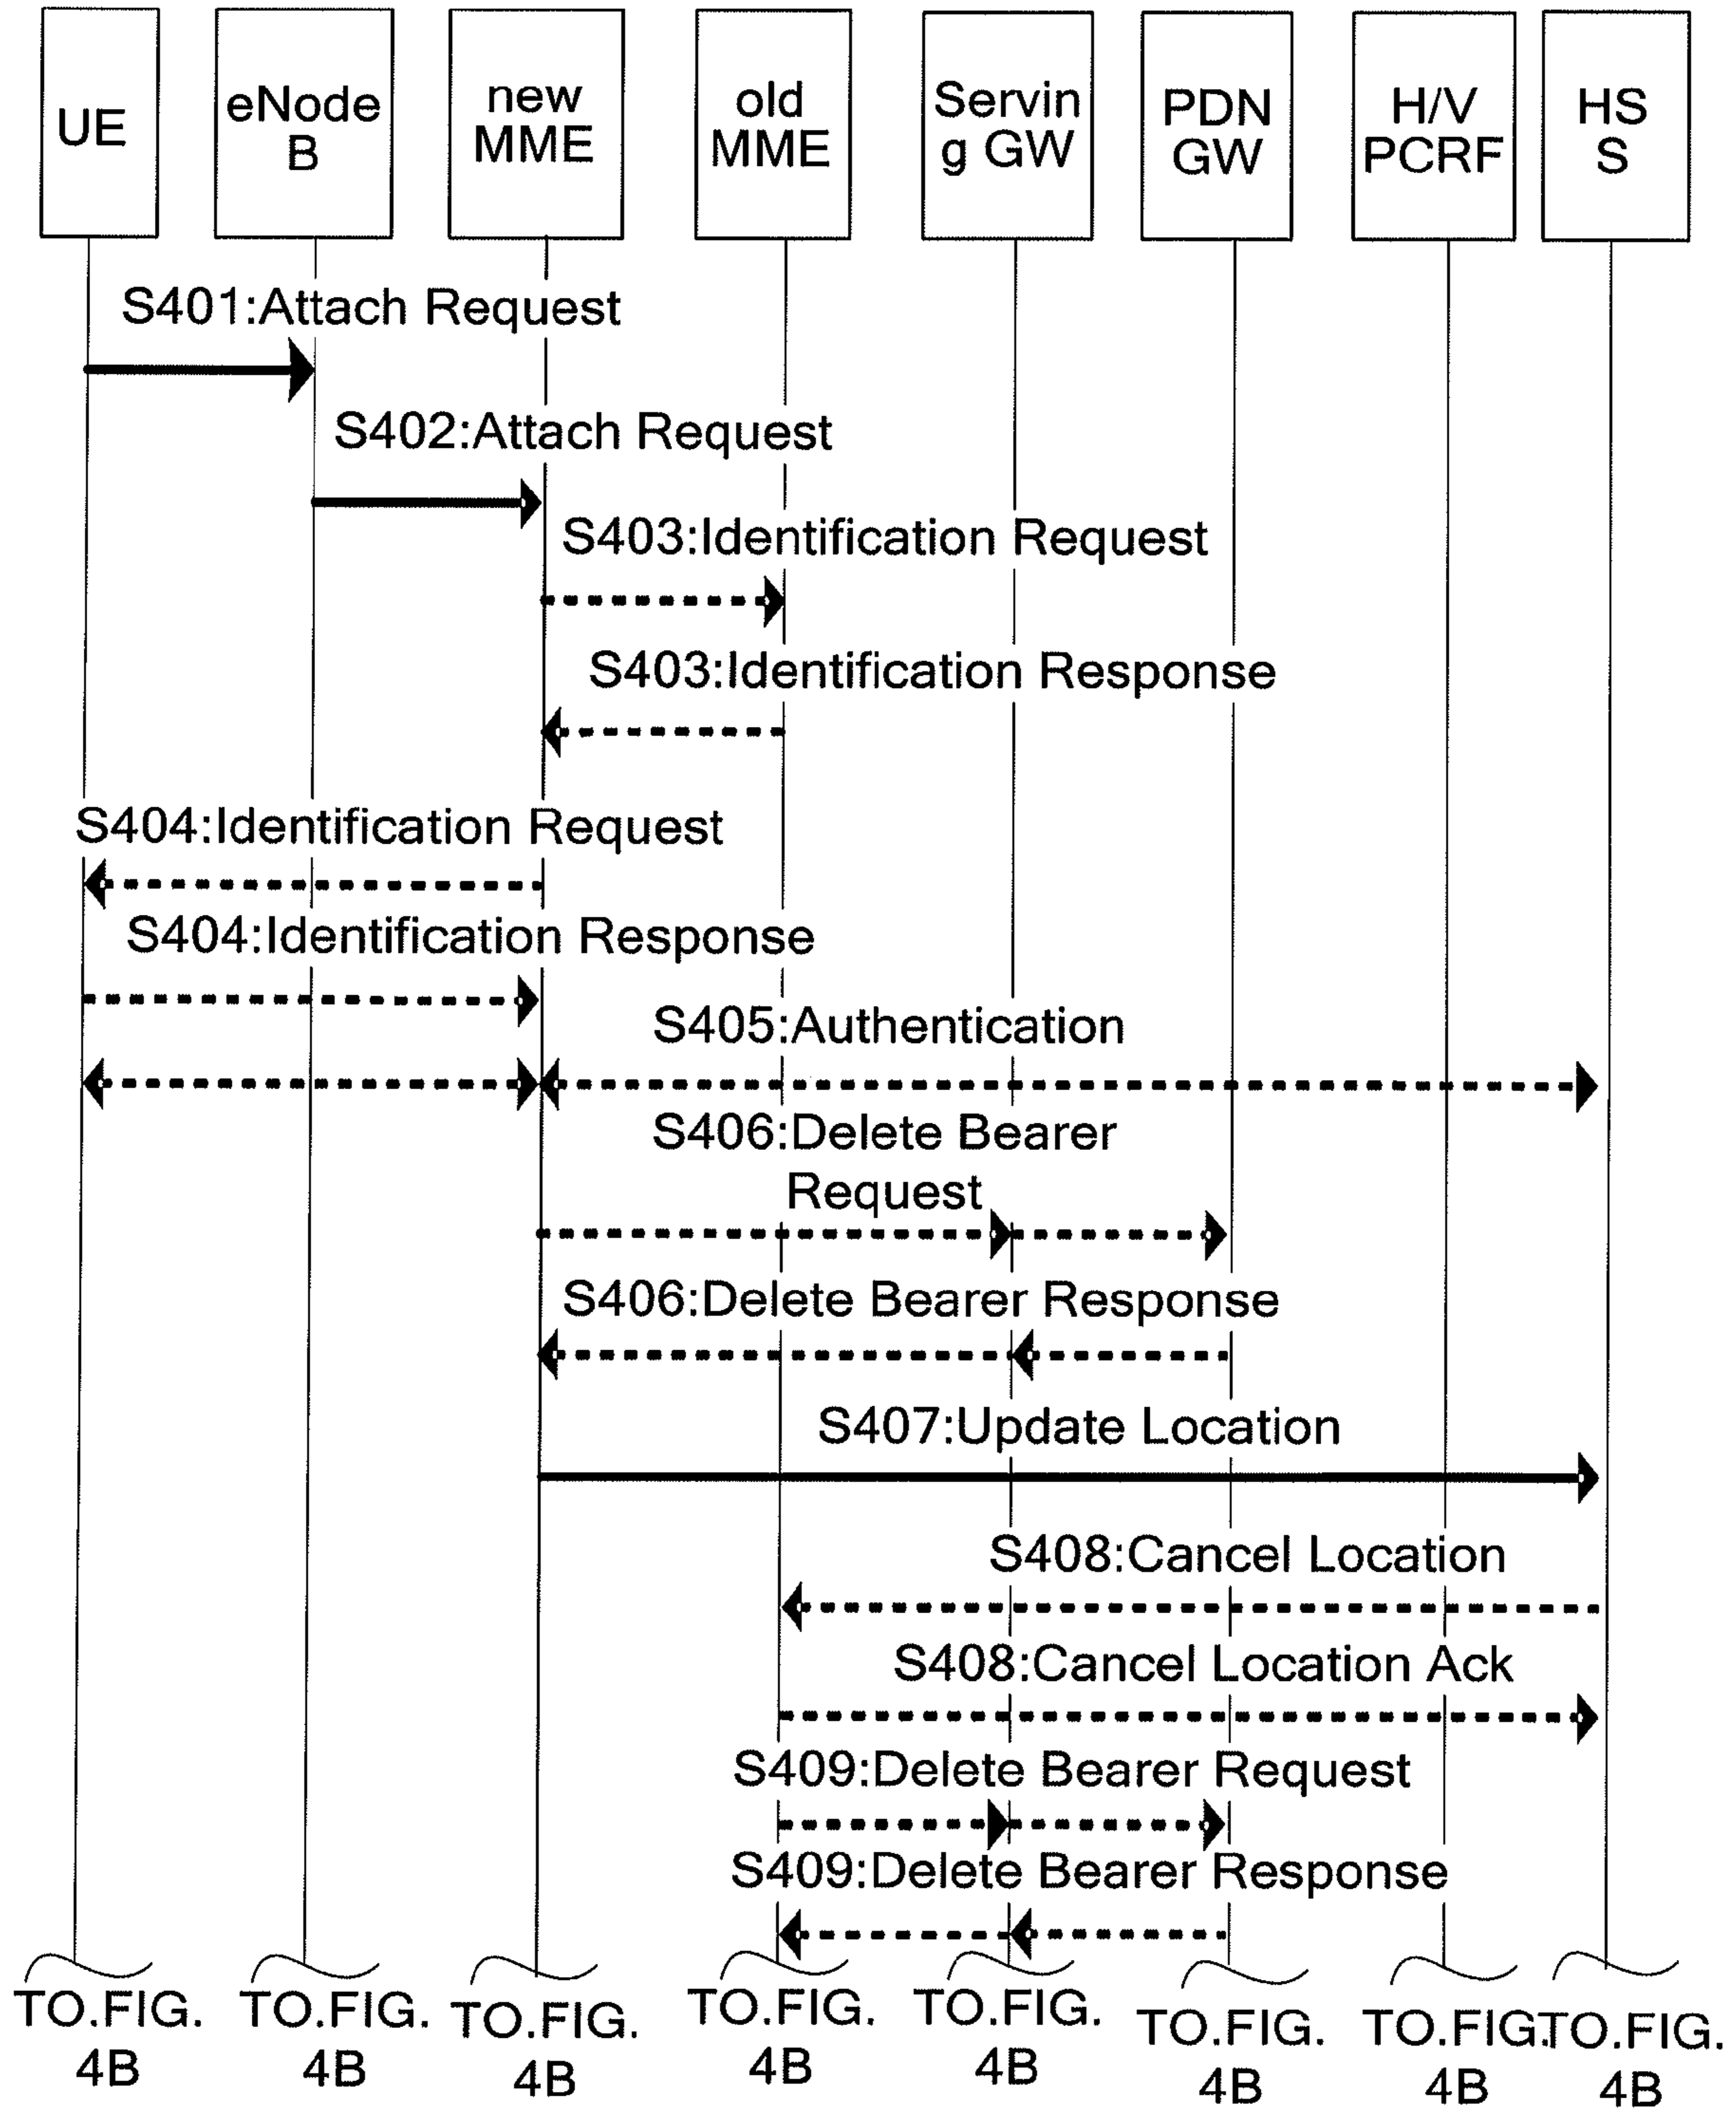 UE
eNode
B
new
MME
old
MME
Servin
g GW
PDN
GW
H/V
PCRF
HS
S
S401:Attach Request
S402:Attach Request
S403:Identification Request
S403:Identification Response
S404:Identification Request
S404:Identification Response
S405:Authentication
S406:Delete Bearer
Request
S406:Delete Bearer Response
S407:Update Location
S408:Cancel Location
S408:Cancel Location Ack
S409:Delete Bearer Request
S409:Delete Bearer Response
TO.FIG.
4B
TO.FIG.
4B
TO.FIG.
4B
TO.FIG.
4B
TO.FIG.
4B
TO.FIG.
4B
TO.FIG.
4B
TO.FIG.
4B